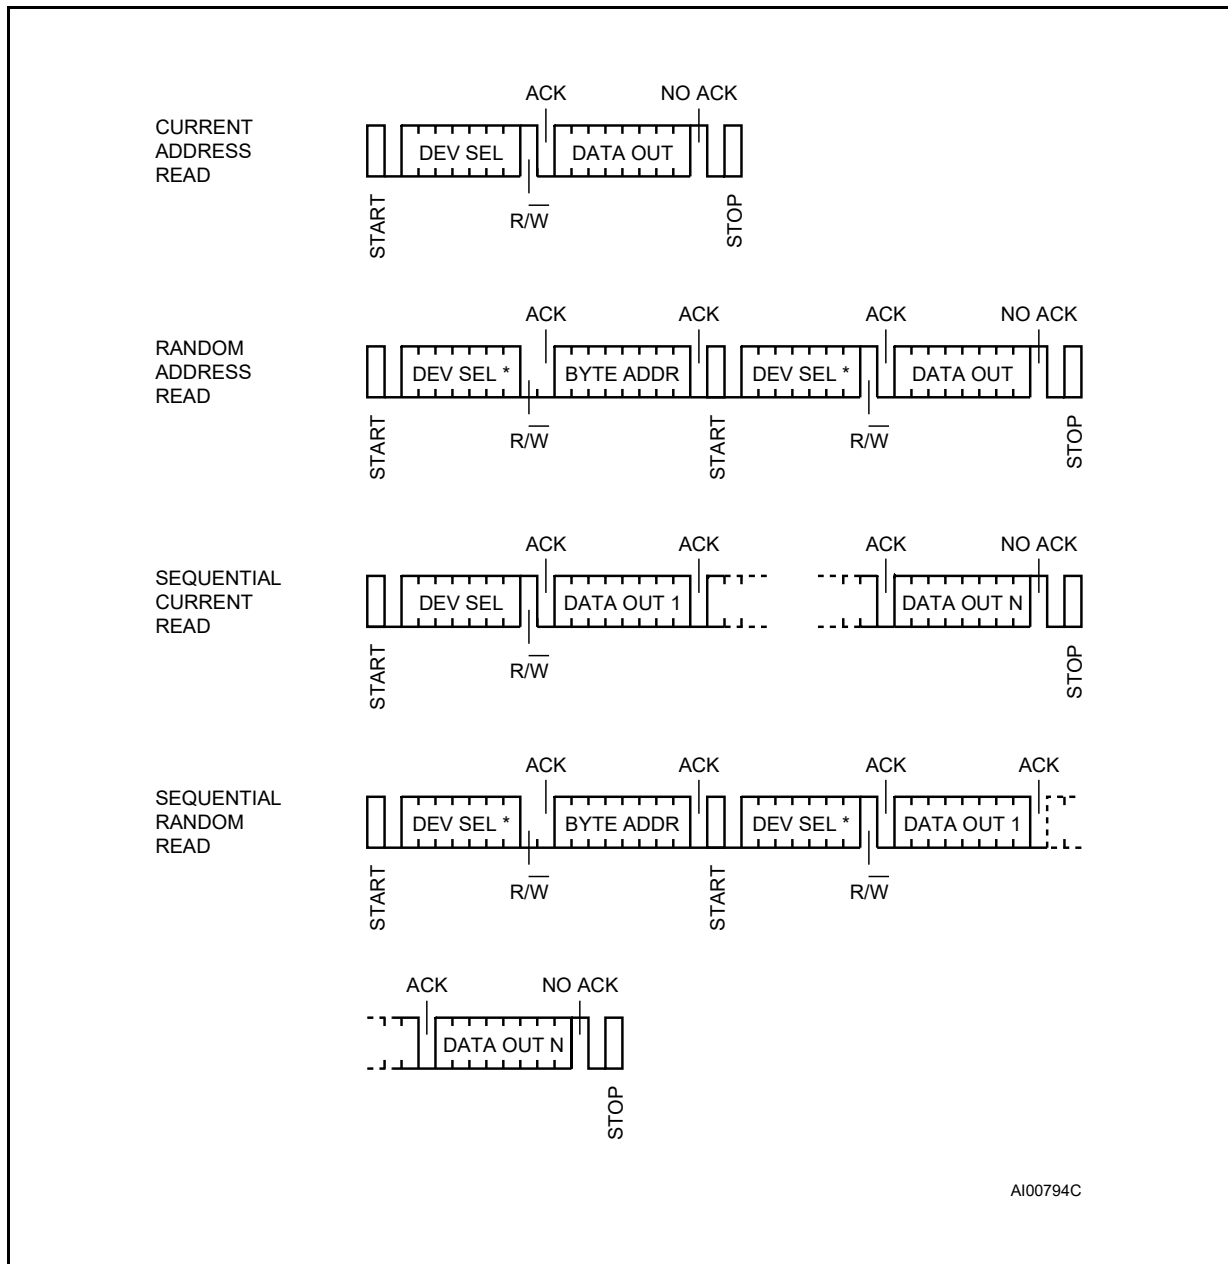 ACK NO ACK
CURRENT
ADDRESS
READ
DEV SEL DATA OUT
R/W̅
START STOP
ACK ACK ACK NO ACK
RANDOM
ADDRESS
READ
DEV SEL * BYTE ADDR DEV SEL * DATA OUT
R/W̅ R/W̅
START START STOP
ACK ACK ACK NO ACK
SEQUENTIAL
CURRENT
READ
DEV SEL DATA OUT 1 DATA OUT N
R/W̅
START STOP
ACK ACK ACK ACK
SEQUENTIAL
RANDOM
READ
DEV SEL * BYTE ADDR DEV SEL * DATA OUT 1
R/W̅ R/W̅
START START
ACK NO ACK
DATA OUT N
STOP
AI00794C